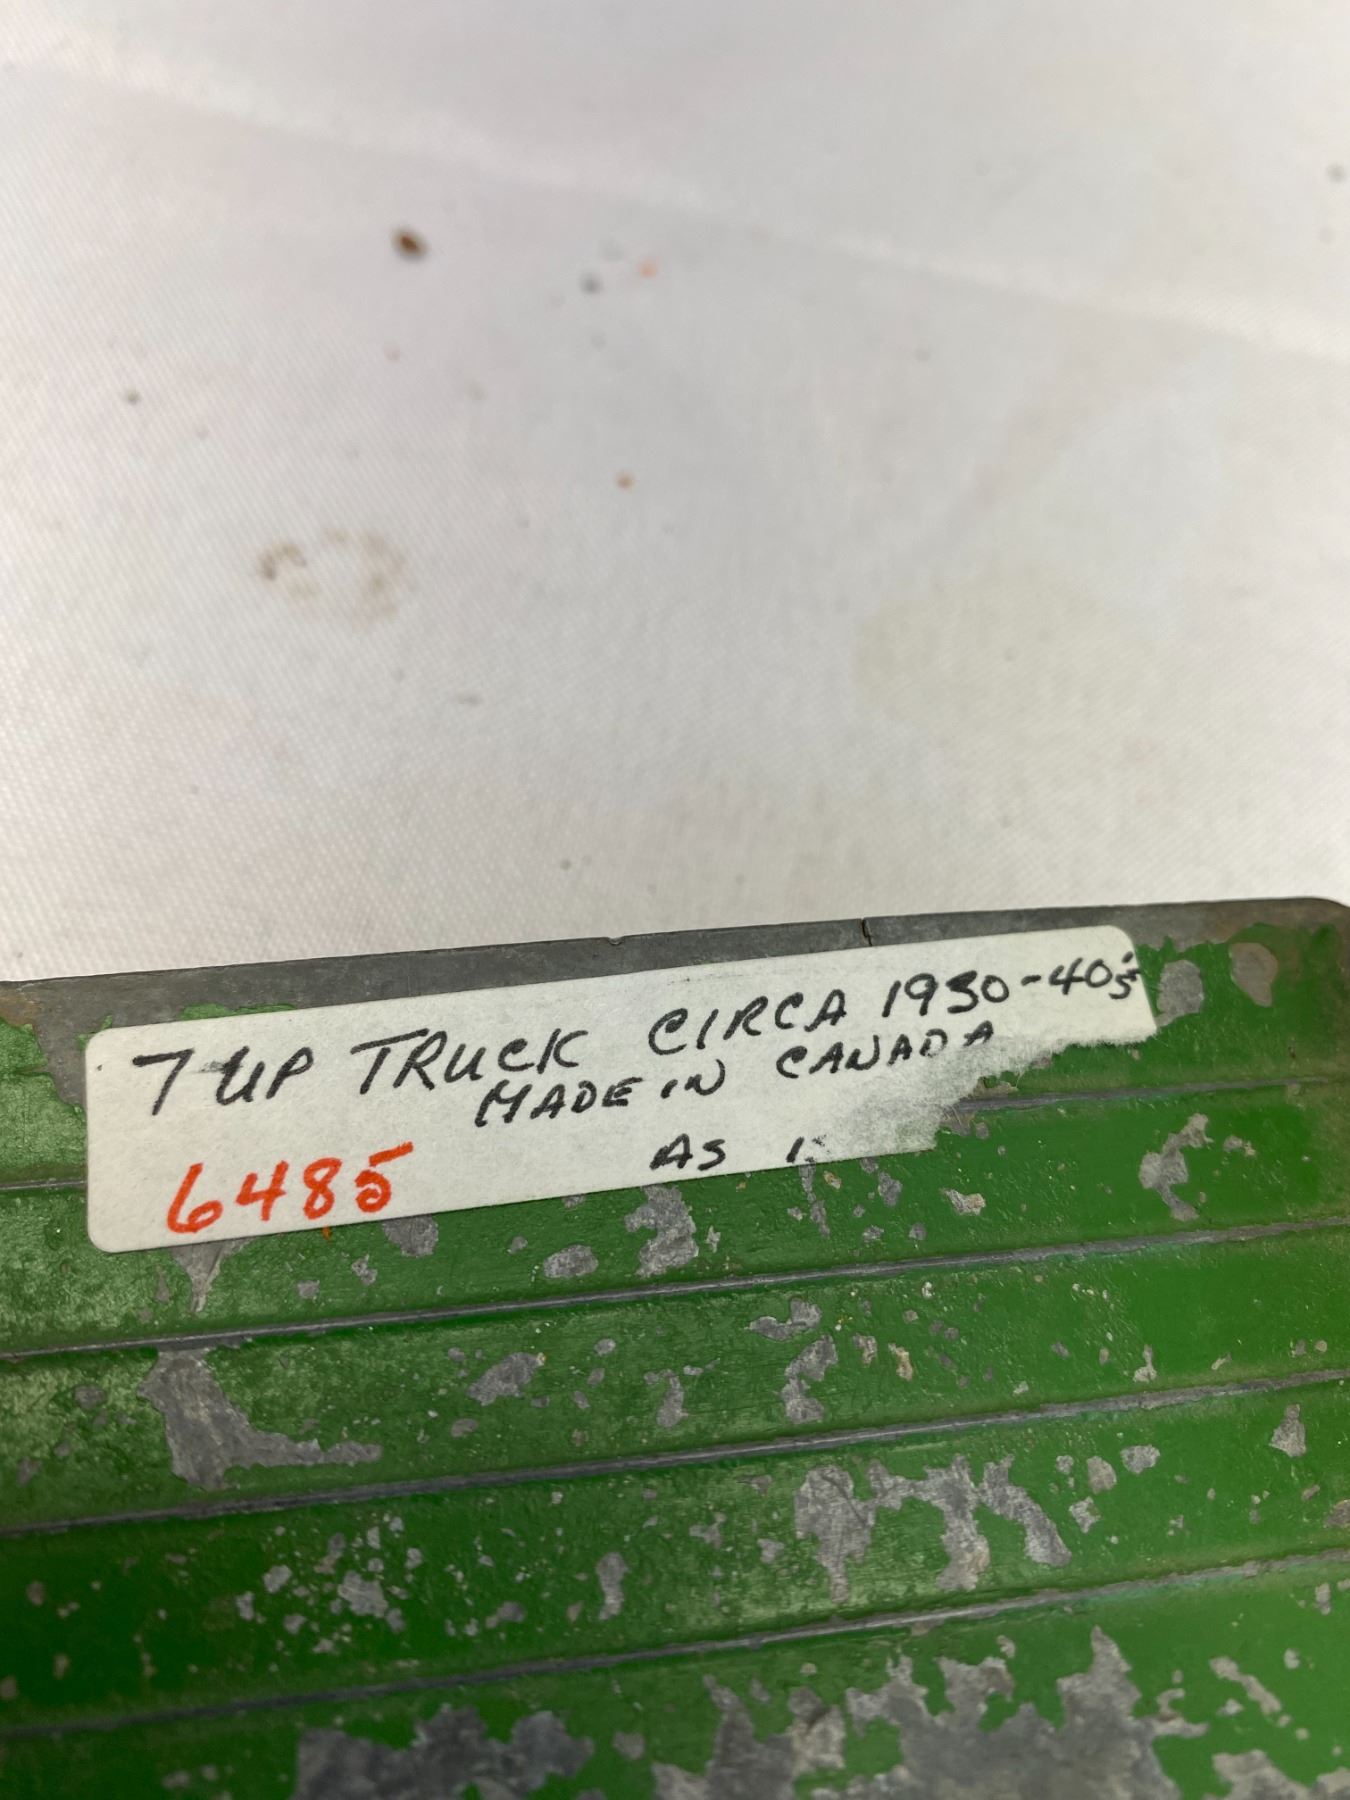 7 UP TRUCK CIRCA 1930-40's
MADE IN CANADA
6485 AS